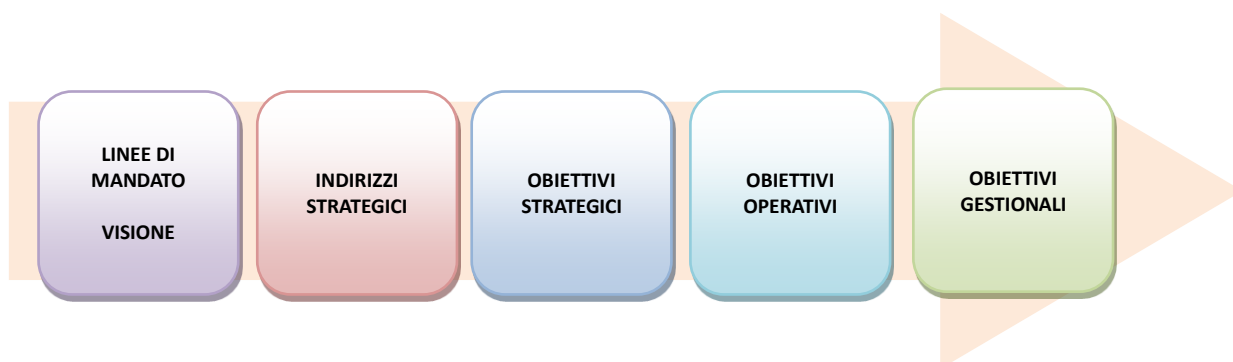 LINEE DI
MANDATO
VISIONE
INDIRIZZI
STRATEGICI
OBIETTIVI
STRATEGICI
OBIETTIVI
OPERATIVI
OBIETTIVI
GESTIONALI